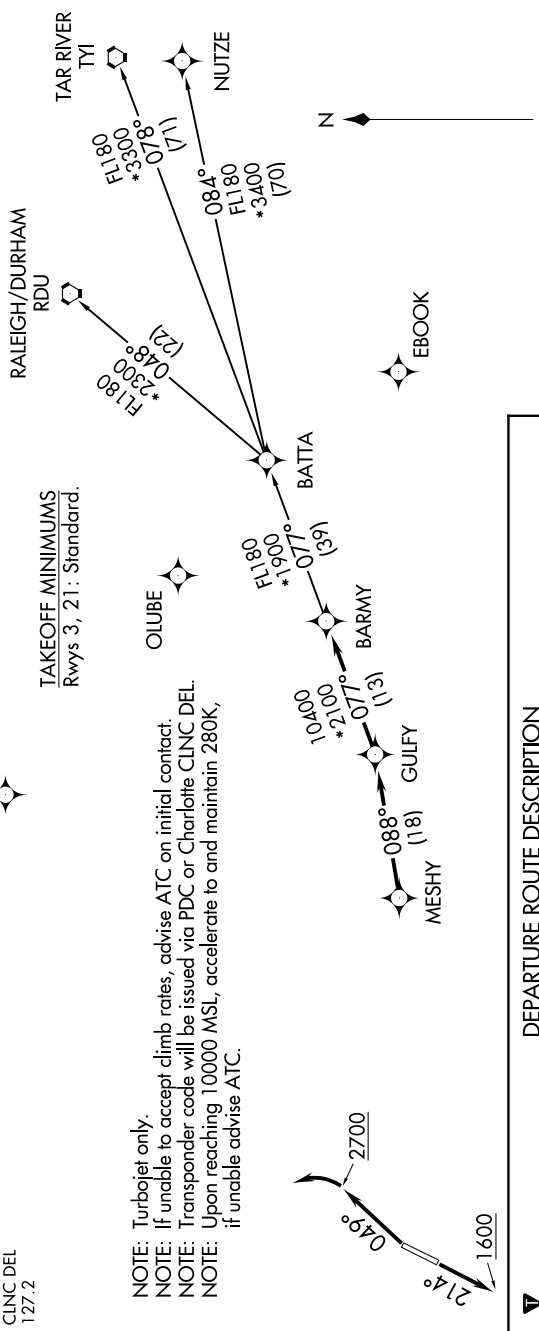 CLNC DEL
127.2
TAKEOFF MINIMUMS
Rwys 3, 21: Standard.
NOTE: Turbojet only.
NOTE: If unable to accept climb rates, advise ATC on initial contact.
NOTE: Transponder code will be issued via PDC or Charlotte CLNC DEL.
NOTE: Upon reaching 10000 MSL, accelerate to and maintain 280K,
if unable advise ATC.
RALEIGH/DURHAM
RDU
TAR RIVER
TYI
NUTZE
FL180
*2300
048°
(22)
FL180
*3300
078°
(71)
084°
FL180
*3400
(70)
N
OLUBE
EBOOK
BATTA
FL180
*1900
077°
(39)
BARMY
10400
*2100
077°
(13)
GULFY
088°
(18)
MESHY
2700
049°
214°
1600
T
DEPARTURE ROUTE DESCRIPTION